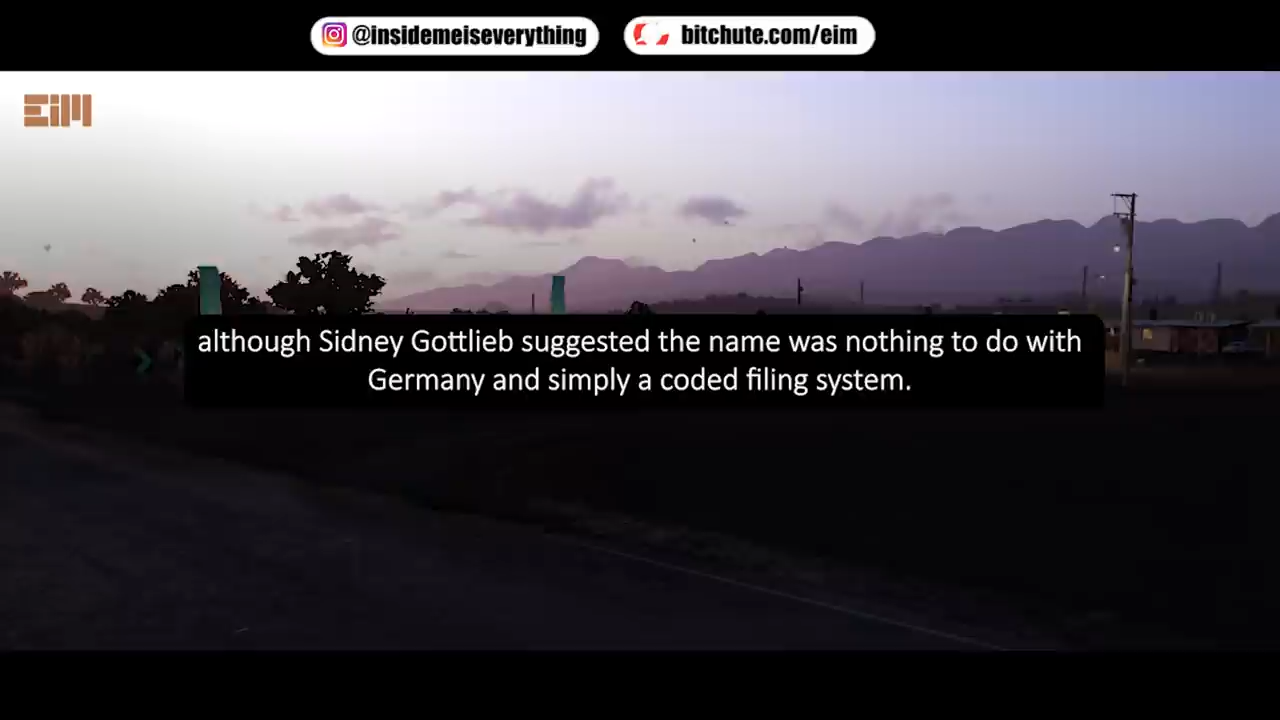 @insidemeiseverything
bitchute.com/eim
EiM
although Sidney Gottlieb suggested the name was nothing to do with
Germany and simply a coded filing system.